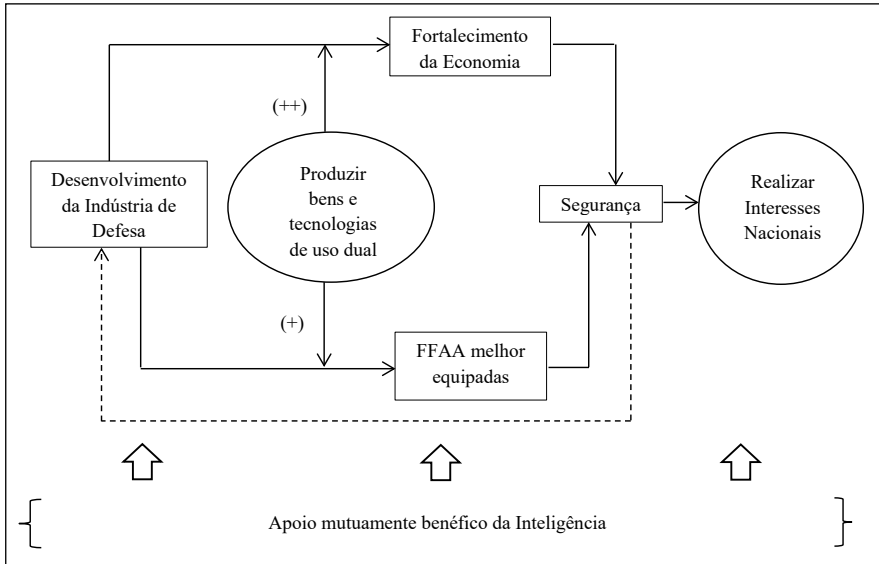 Fortalecimento
da Economia
(++)
Desenvolvimento
da Indústria de
Defesa
Produzir
bens e
tecnologias
de uso dual
Segurança
Realizar
Interesses
Nacionais
(+)
FFAA melhor
equipadas
Apoio mutuamente benéfico da Inteligência